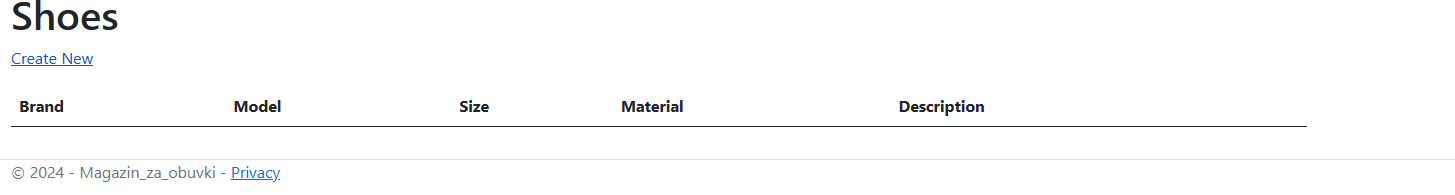 Shoes
Create New
Brand Model Size Material Description
© 2024 - Magazin_za_obuvki - Privacy